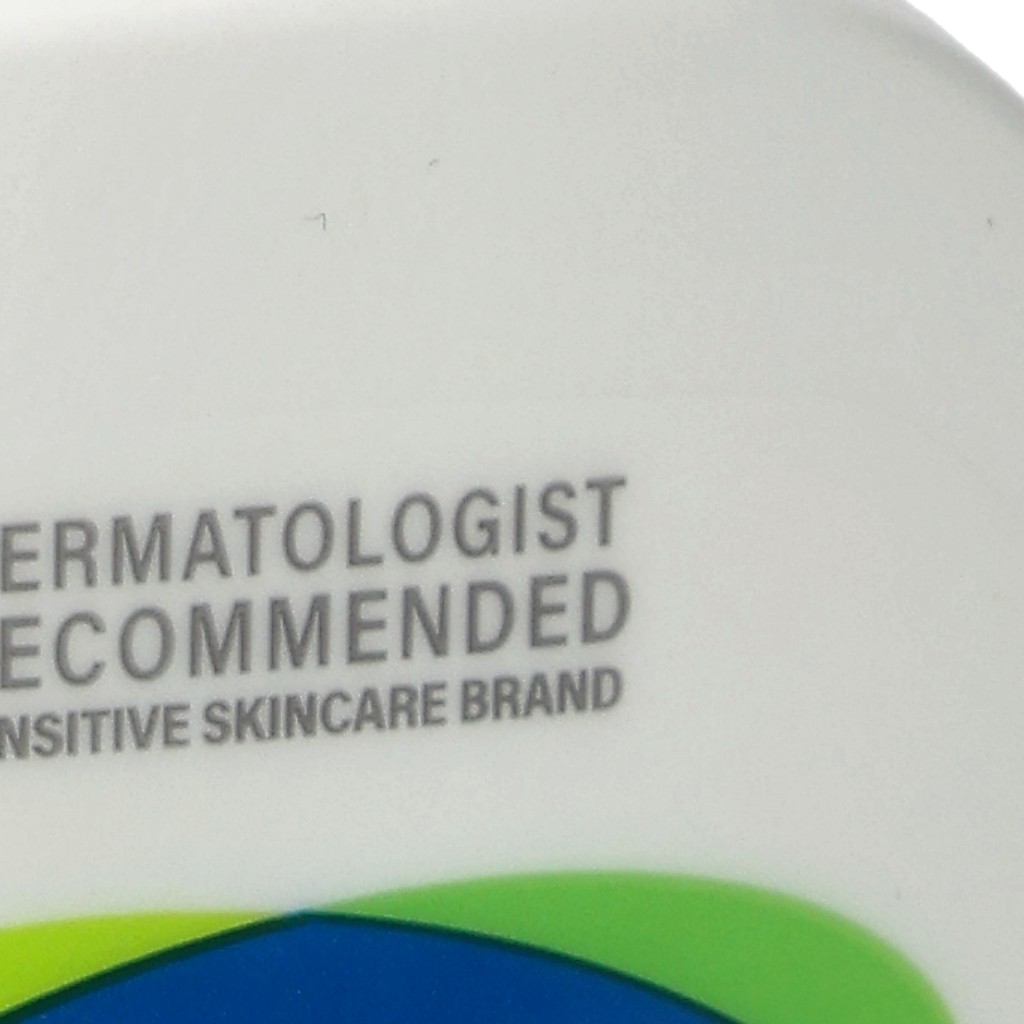 ERMATOLOGIST
ECOMMENDED
NSITIVE SKINCARE BRAND